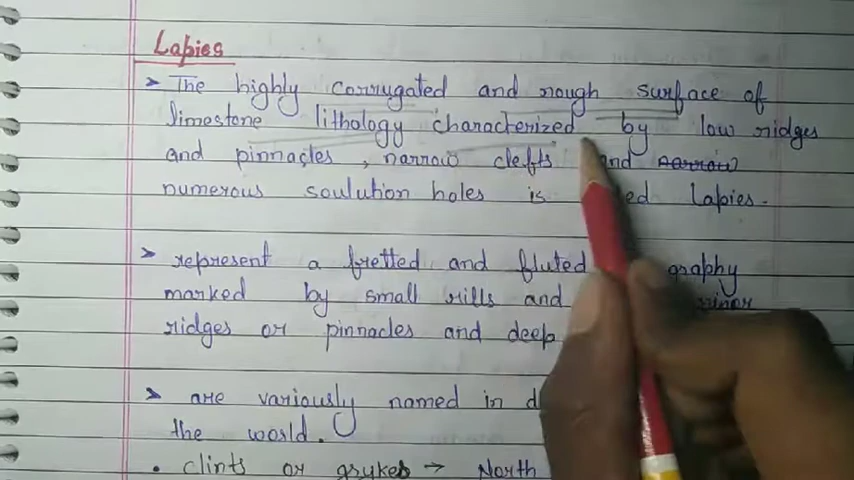 Lapies
➤ The highly corrugated and rough surface of
limestone lithology characterized by low ridges
and pinnacles, narrow clefts and narrow
numerous soulution holes is ed Lapies.
➤ represent a fretted and fluted graphy
marked by small rills and minor
ridges or pinnacles and deep
➤ are variously named in d
the world.
• clints or grykes → North